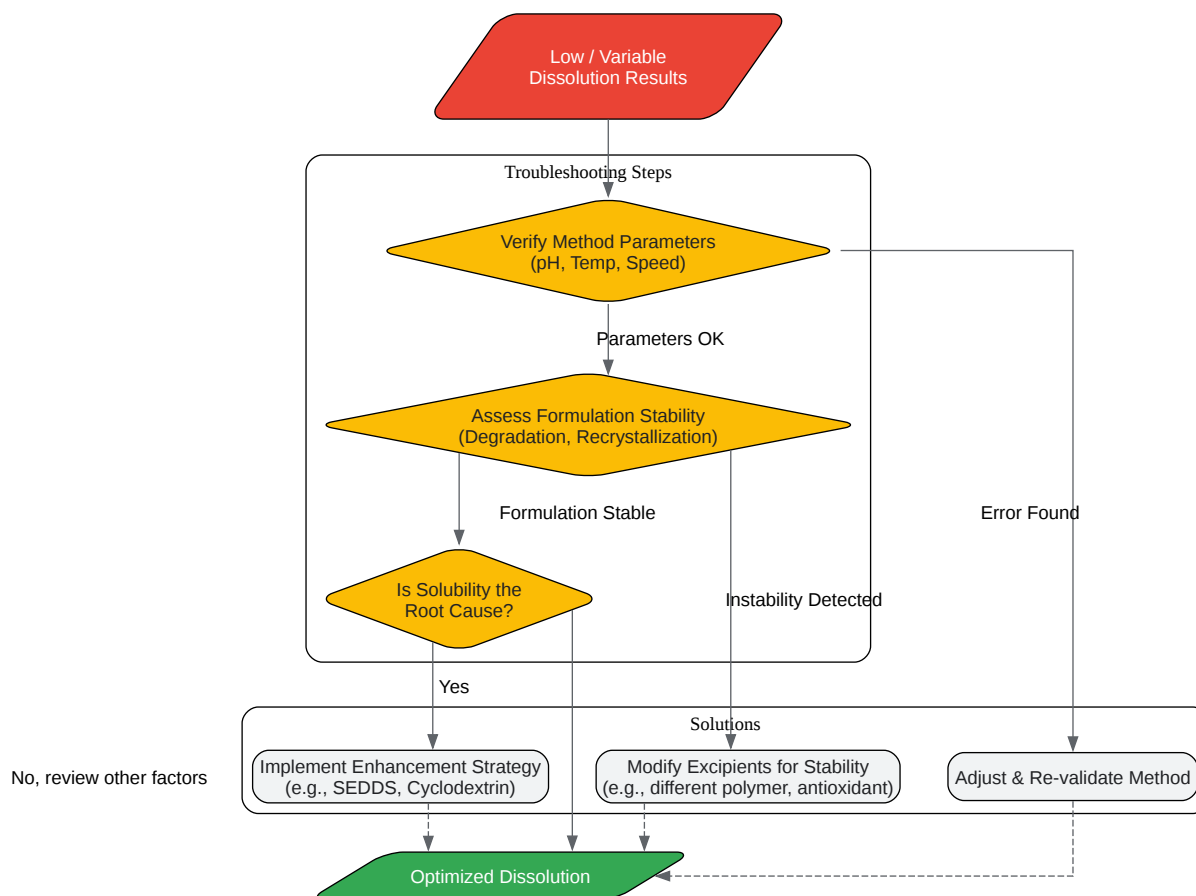 Low / Variable
Dissolution Results
Troubleshooting Steps
Verify Method Parameters
(pH, Temp, Speed)
Parameters OK
Assess Formulation Stability
(Degradation, Recrystallization)
Formulation Stable
Error Found
Is Solubility the
Root Cause?
Instability Detected
Yes
Solutions
No, review other factors
Implement Enhancement Strategy
(e.g., SEDDS, Cyclodextrin)
Modify Excipients for Stability
(e.g., different polymer, antioxidant)
Adjust & Re-validate Method
Optimized Dissolution